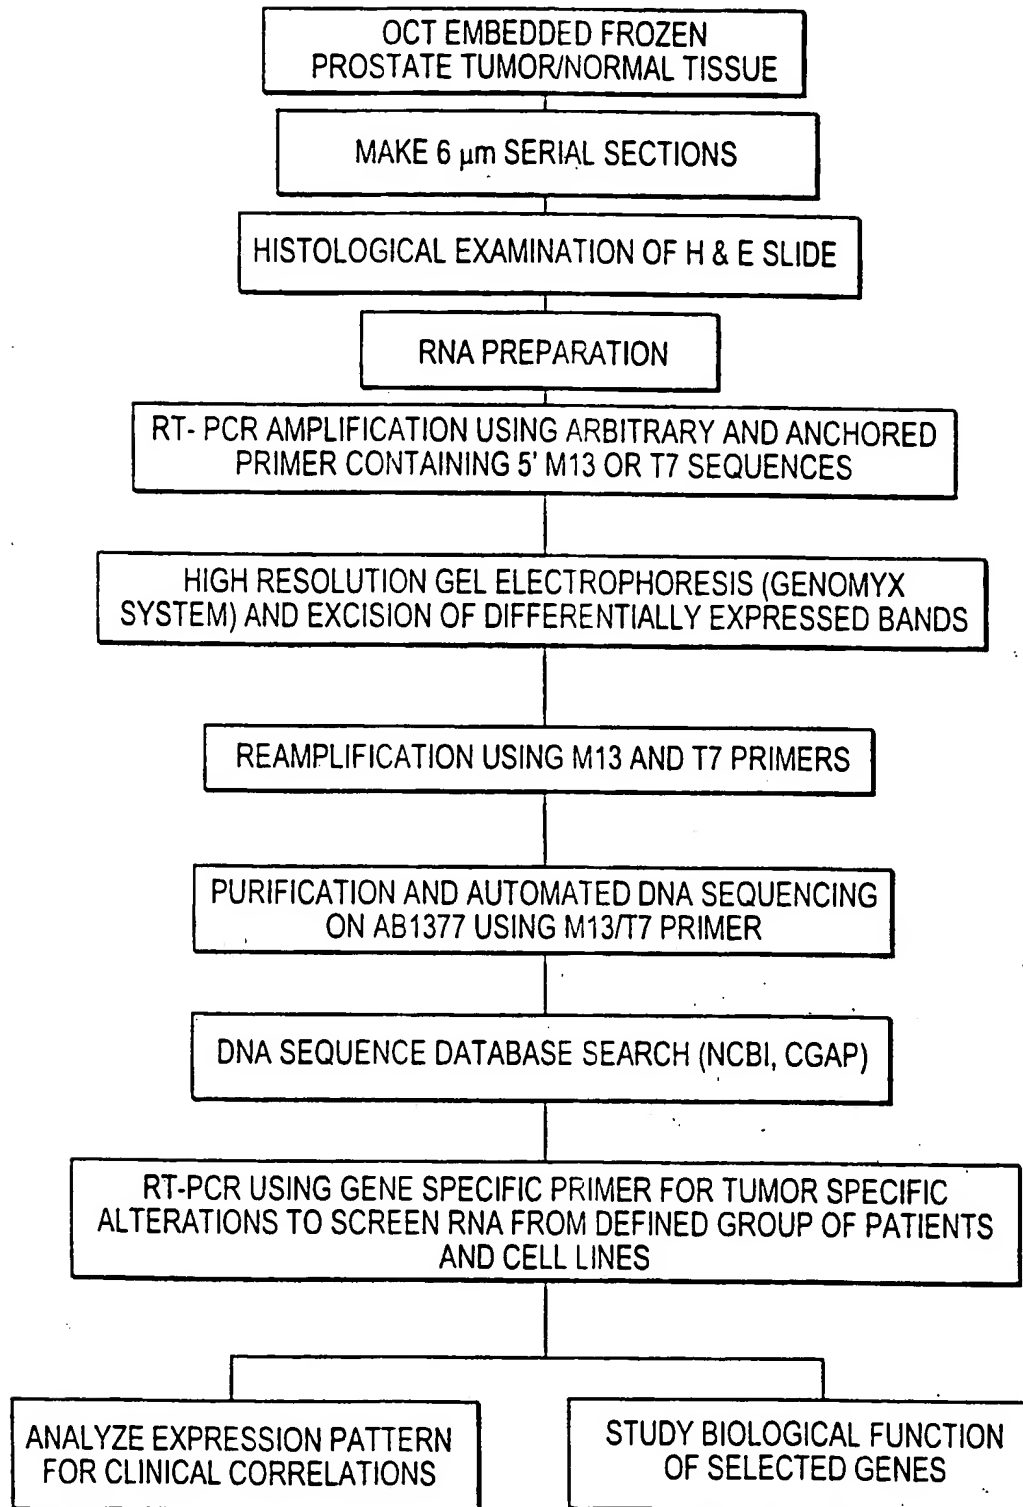 OCT EMBEDDED FROZEN
PROSTATE TUMOR/NORMAL TISSUE
MAKE 6 µm SERIAL SECTIONS
HISTOLOGICAL EXAMINATION OF H & E SLIDE
RNA PREPARATION
RT- PCR AMPLIFICATION USING ARBITRARY AND ANCHORED
PRIMER CONTAINING 5' M13 OR T7 SEQUENCES
HIGH RESOLUTION GEL ELECTROPHORESIS (GENOMYX
SYSTEM) AND EXCISION OF DIFFERENTIALLY EXPRESSED BANDS
REAMPLIFICATION USING M13 AND T7 PRIMERS
PURIFICATION AND AUTOMATED DNA SEQUENCING
ON AB1377 USING M13/T7 PRIMER
DNA SEQUENCE DATABASE SEARCH (NCBI, CGAP)
RT-PCR USING GENE SPECIFIC PRIMER FOR TUMOR SPECIFIC
ALTERATIONS TO SCREEN RNA FROM DEFINED GROUP OF PATIENTS
AND CELL LINES
ANALYZE EXPRESSION PATTERN
FOR CLINICAL CORRELATIONS
STUDY BIOLOGICAL FUNCTION
OF SELECTED GENES